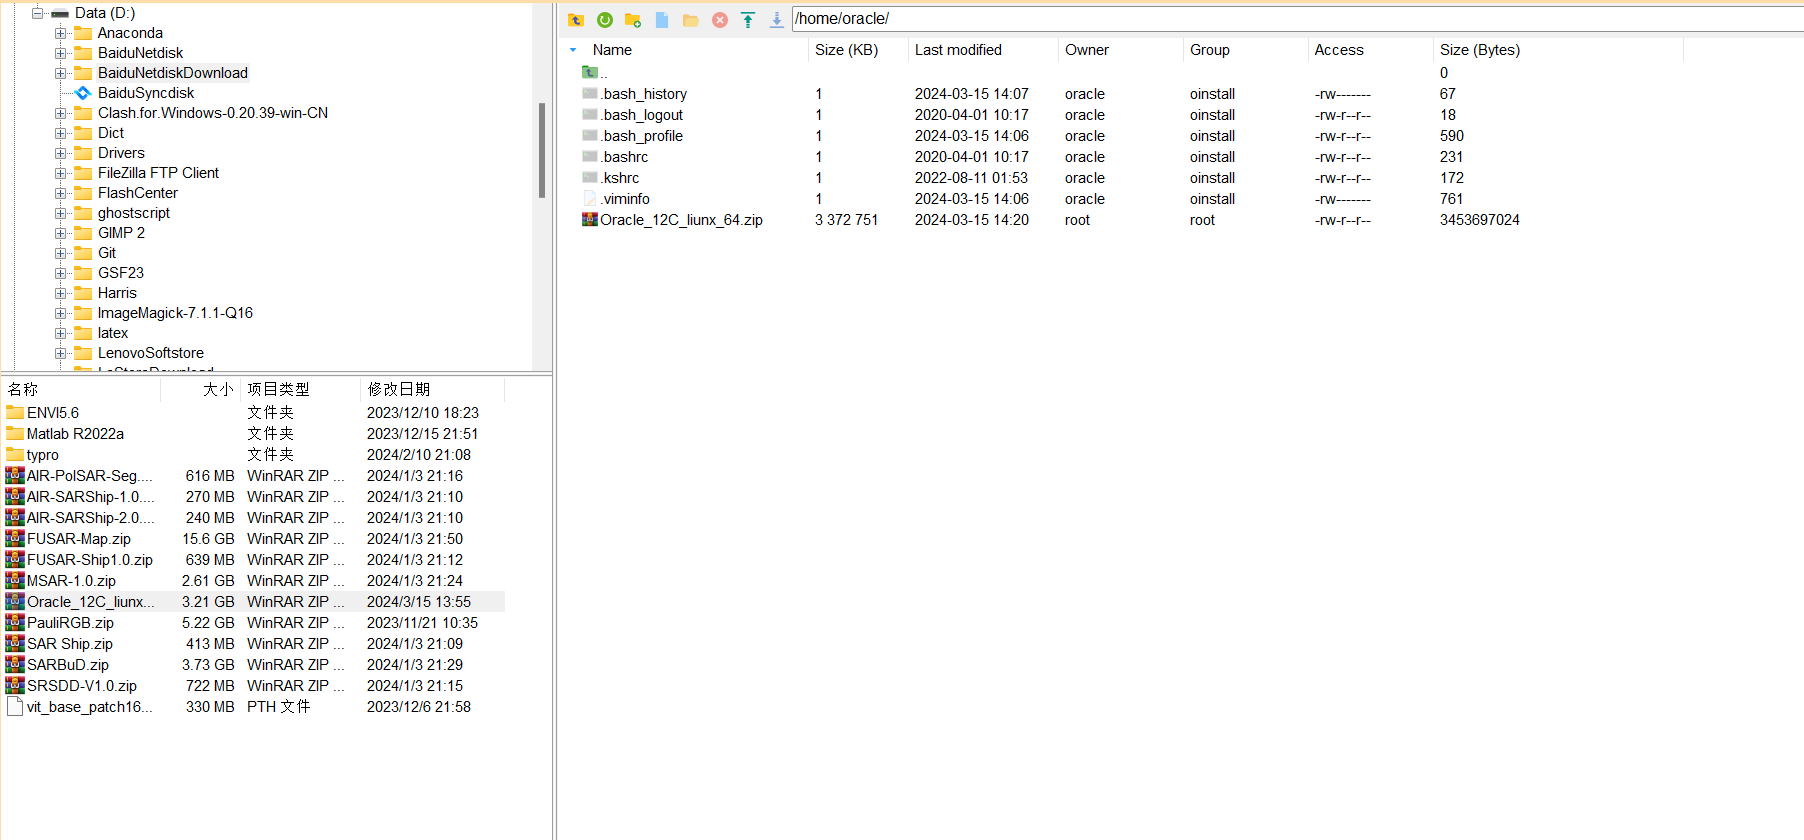 Data (D:)
Anaconda
BaiduNetdisk
BaiduNetdiskDownload
BaiduSyncdisk
Clash.for.Windows-0.20.39-win-CN
Dict
Drivers
FileZilla FTP Client
FlashCenter
ghostscript
GIMP 2
Git
GSF23
Harris
ImageMagick-7.1.1-Q16
latex
LenovoSoftstore
名称 大小 项目类型 修改日期
ENVI5.6 文件夹 2023/12/10 18:23
Matlab R2022a 文件夹 2023/12/15 21:51
typro 文件夹 2024/2/10 21:08
AIR-PolSAR-Seg.... 616 MB WinRAR ZIP ... 2024/1/3 21:16
AIR-SARShip-1.0.... 270 MB WinRAR ZIP ... 2024/1/3 21:10
AIR-SARShip-2.0.... 240 MB WinRAR ZIP ... 2024/1/3 21:10
FUSAR-Map.zip 15.6 GB WinRAR ZIP ... 2024/1/3 21:50
FUSAR-Ship1.0.zip 639 MB WinRAR ZIP ... 2024/1/3 21:12
MSAR-1.0.zip 2.61 GB WinRAR ZIP ... 2024/1/3 21:24
Oracle_12C_liunx... 3.21 GB WinRAR ZIP ... 2024/3/15 13:55
PauliRGB.zip 5.22 GB WinRAR ZIP ... 2023/11/21 10:35
SAR Ship.zip 413 MB WinRAR ZIP ... 2024/1/3 21:09
SARBuD.zip 3.73 GB WinRAR ZIP ... 2024/1/3 21:29
SRSDD-V1.0.zip 722 MB WinRAR ZIP ... 2024/1/3 21:15
vit_base_patch16... 330 MB PTH 文件 2023/12/6 21:58
/home/oracle/
Name Size (KB) Last modified Owner Group Access Size (Bytes)
.. 0
.bash_history 1 2024-03-15 14:07 oracle oinstall -rw------- 67
.bash_logout 1 2020-04-01 10:17 oracle oinstall -rw-r--r-- 18
.bash_profile 1 2024-03-15 14:06 oracle oinstall -rw-r--r-- 590
.bashrc 1 2020-04-01 10:17 oracle oinstall -rw-r--r-- 231
.kshrc 1 2022-08-11 01:53 oracle oinstall -rw-r--r-- 172
.viminfo 1 2024-03-15 14:06 oracle oinstall -rw------- 761
Oracle_12C_liunx_64.zip 3 372 751 2024-03-15 14:20 root root -rw-r--r-- 3453697024